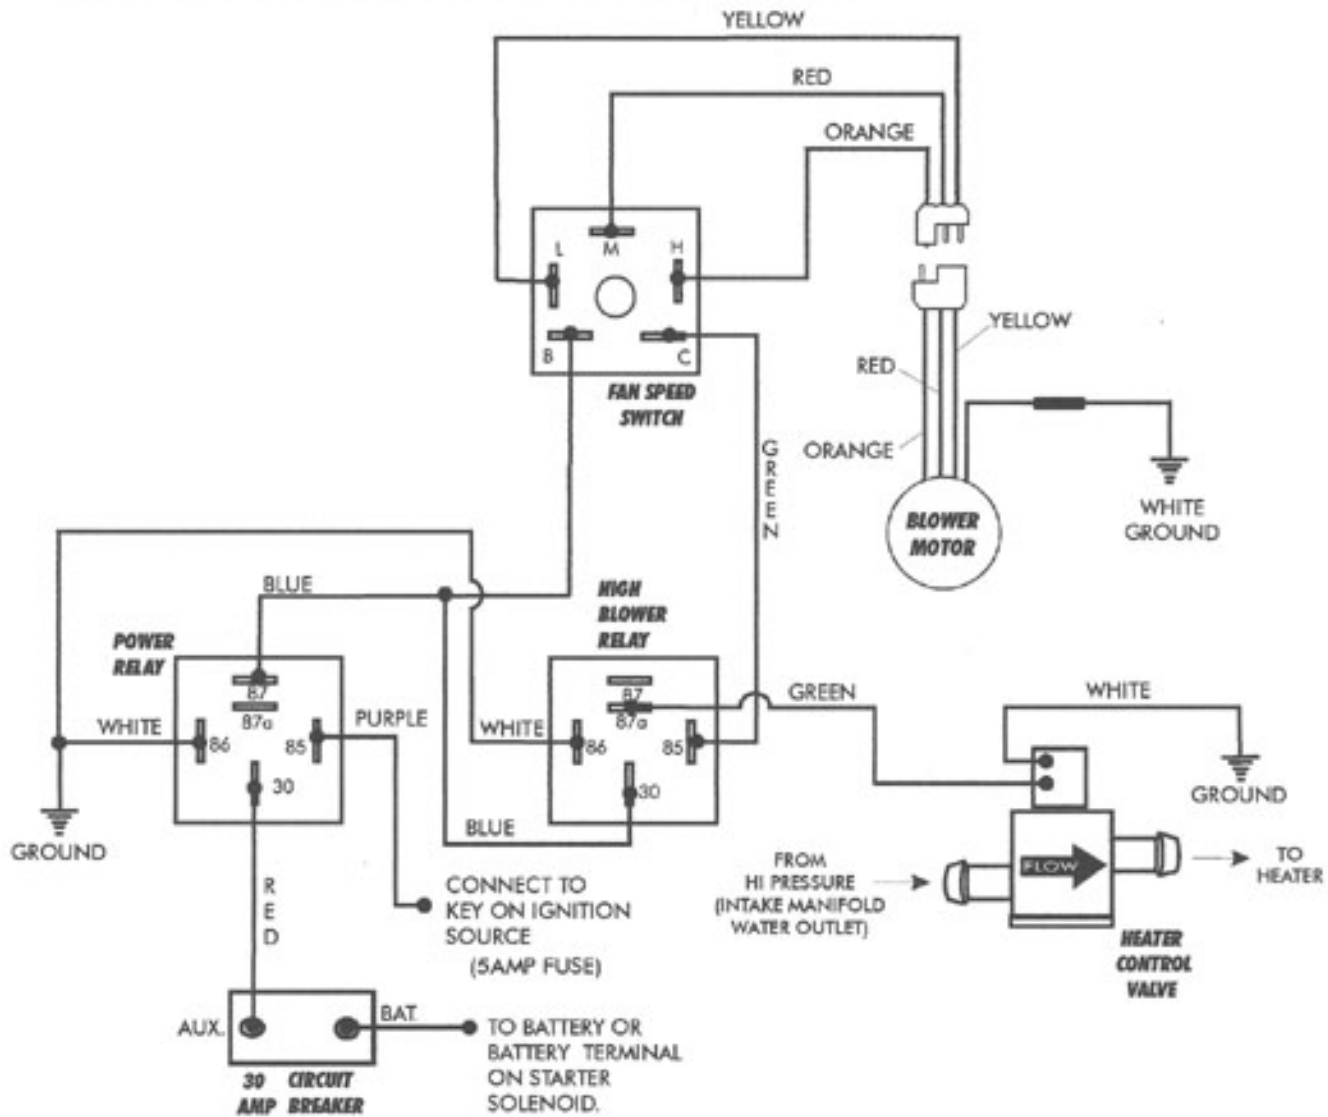 YELLOW
RED
ORANGE
L
M
H
B
C
FAN SPEED
SWITCH
YELLOW
RED
ORANGE
BLOWER
MOTOR
WHITE
GROUND
GREEN
BLUE
HIGH
BLOWER
RELAY
POWER
RELAY
87
87a
86
85
30
WHITE
PURPLE
GROUND
WHITE
87
87a
86
85
30
BLUE
GREEN
WHITE
GROUND
FLOW
FROM
HI PRESSURE
(INTAKE MANIFOLD
WATER OUTLET)
TO
HEATER
HEATER
CONTROL
VALVE
RED
CONNECT TO
KEY ON IGNITION
SOURCE
(5AMP FUSE)
AUX.
BAT.
TO BATTERY OR
BATTERY TERMINAL
ON STARTER
SOLENOID.
30 CIRCUIT
AMP BREAKER